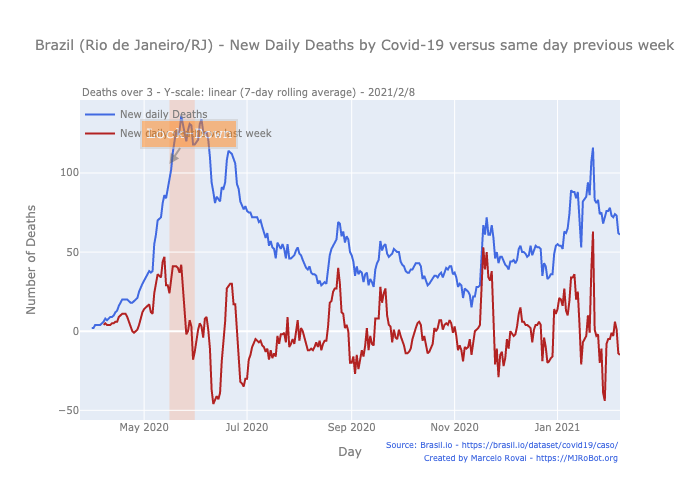 Brazil (Rio de Janeiro/RJ) - New Daily Deaths by Covid-19 versus same day previous week
Deaths over 3 - Y-scale: linear (7-day rolling average) - 2021/2/8
New daily Deaths
New daily last week
100
50
0
−50
Number of Deaths
May 2020
Jul 2020
Sep 2020
Nov 2020
Jan 2021
Day
Source: Brasil.io - https://brasil.io/dataset/covid19/caso/
Created by Marcelo Rovai - https://MJRoBot.org